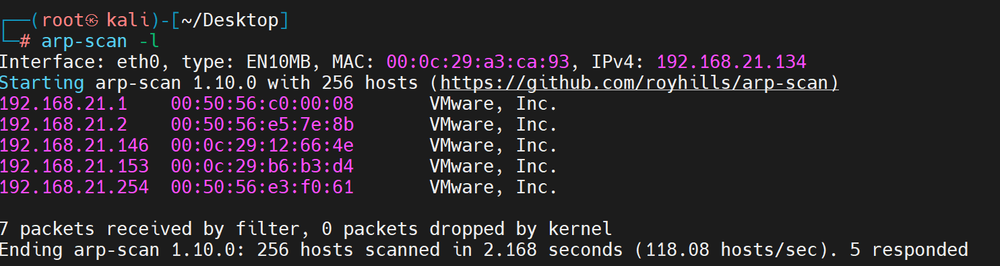 ┌──(root㉿kali)-[~/Desktop]
└─# arp-scan -l
Interface: eth0, type: EN10MB, MAC: 00:0c:29:a3:ca:93, IPv4: 192.168.21.134
Starting arp-scan 1.10.0 with 256 hosts (https://github.com/royhills/arp-scan)
192.168.21.1    00:50:56:c0:00:08       VMware, Inc.
192.168.21.2    00:50:56:e5:7e:8b       VMware, Inc.
192.168.21.146  00:0c:29:12:66:4e       VMware, Inc.
192.168.21.153  00:0c:29:b6:b3:d4       VMware, Inc.
192.168.21.254  00:50:56:e3:f0:61       VMware, Inc.

7 packets received by filter, 0 packets dropped by kernel
Ending arp-scan 1.10.0: 256 hosts scanned in 2.168 seconds (118.08 hosts/sec). 5 responded